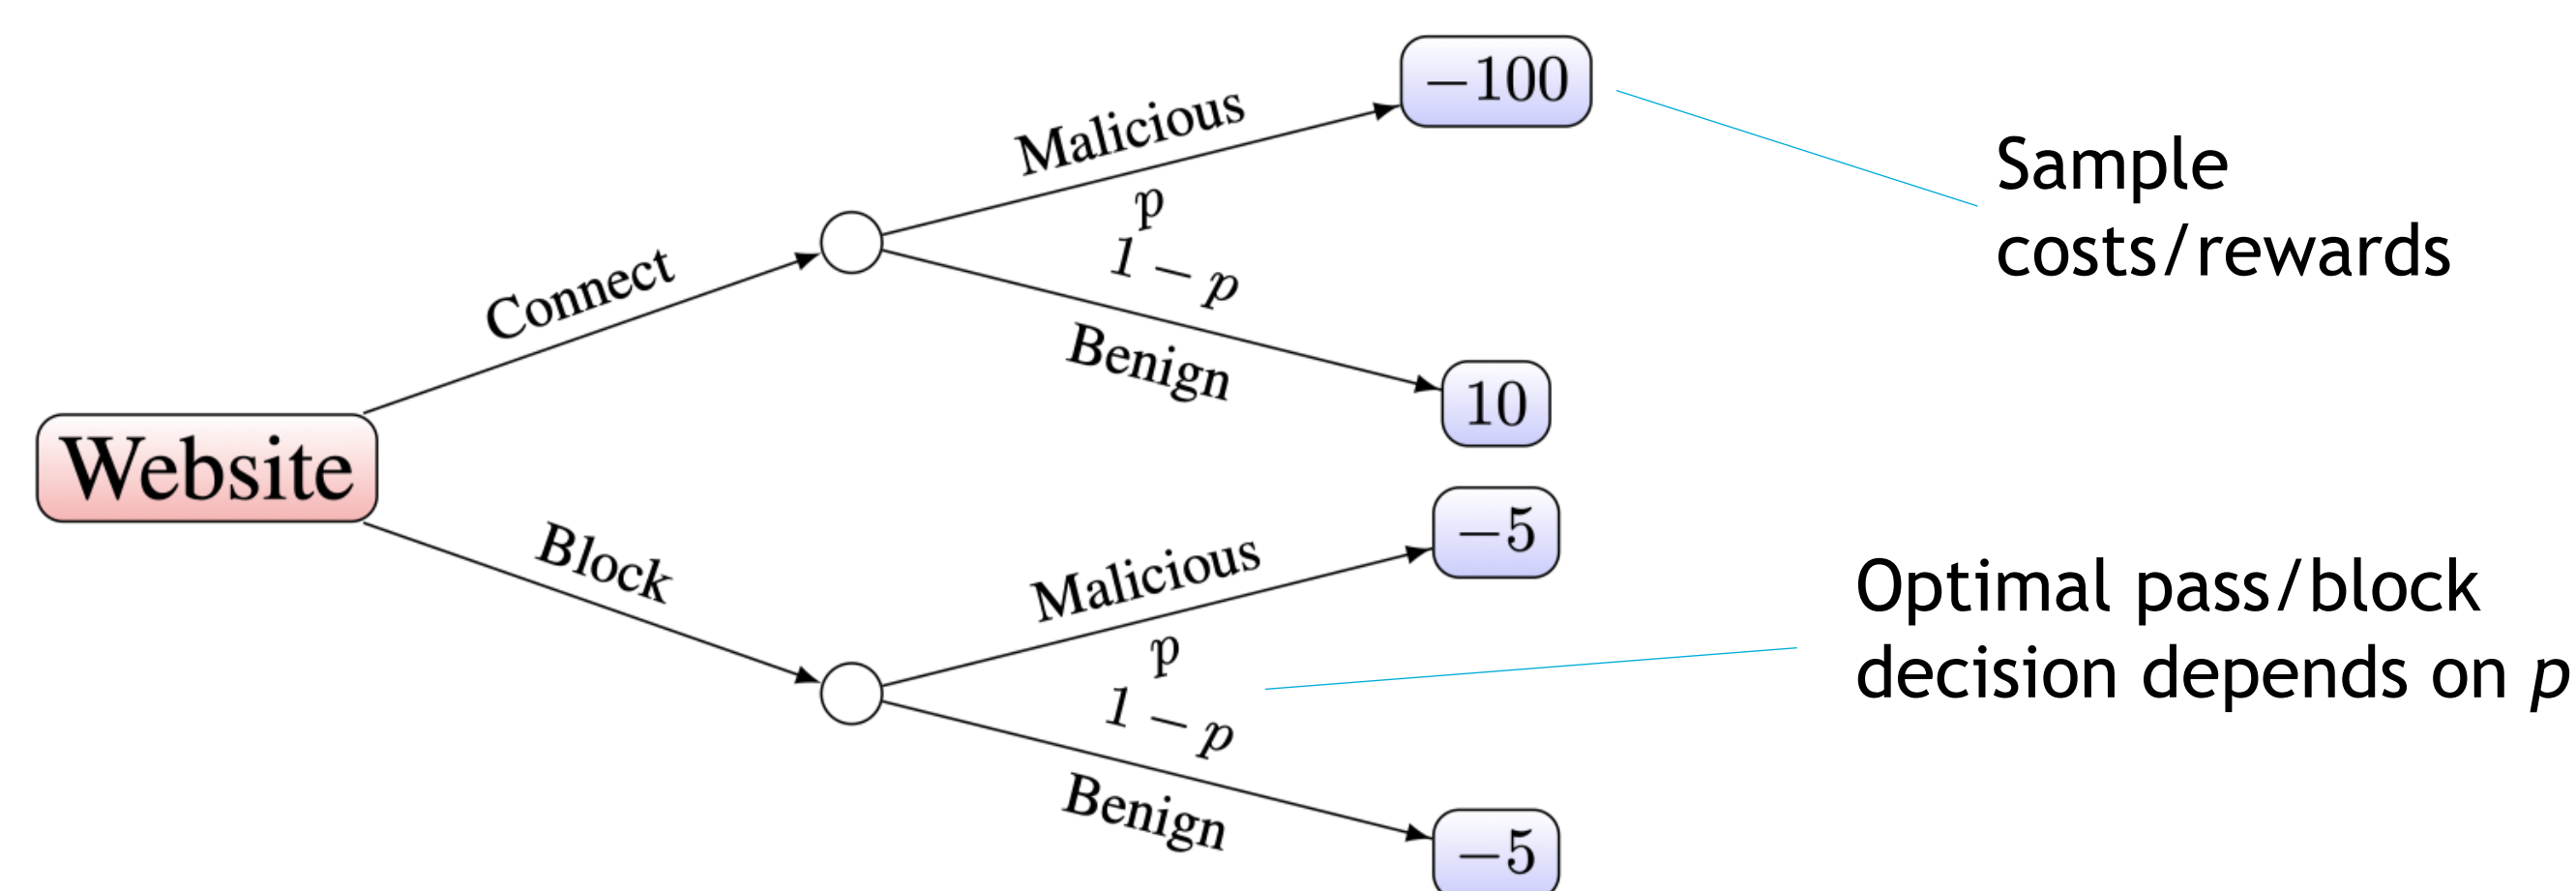 −100
Malicious
p
Sample
costs/rewards
1 − p
Connect
Benign
10
Website
−5
Block
Malicious
Optimal pass/block
decision depends on p
p
1 − p
Benign
−5